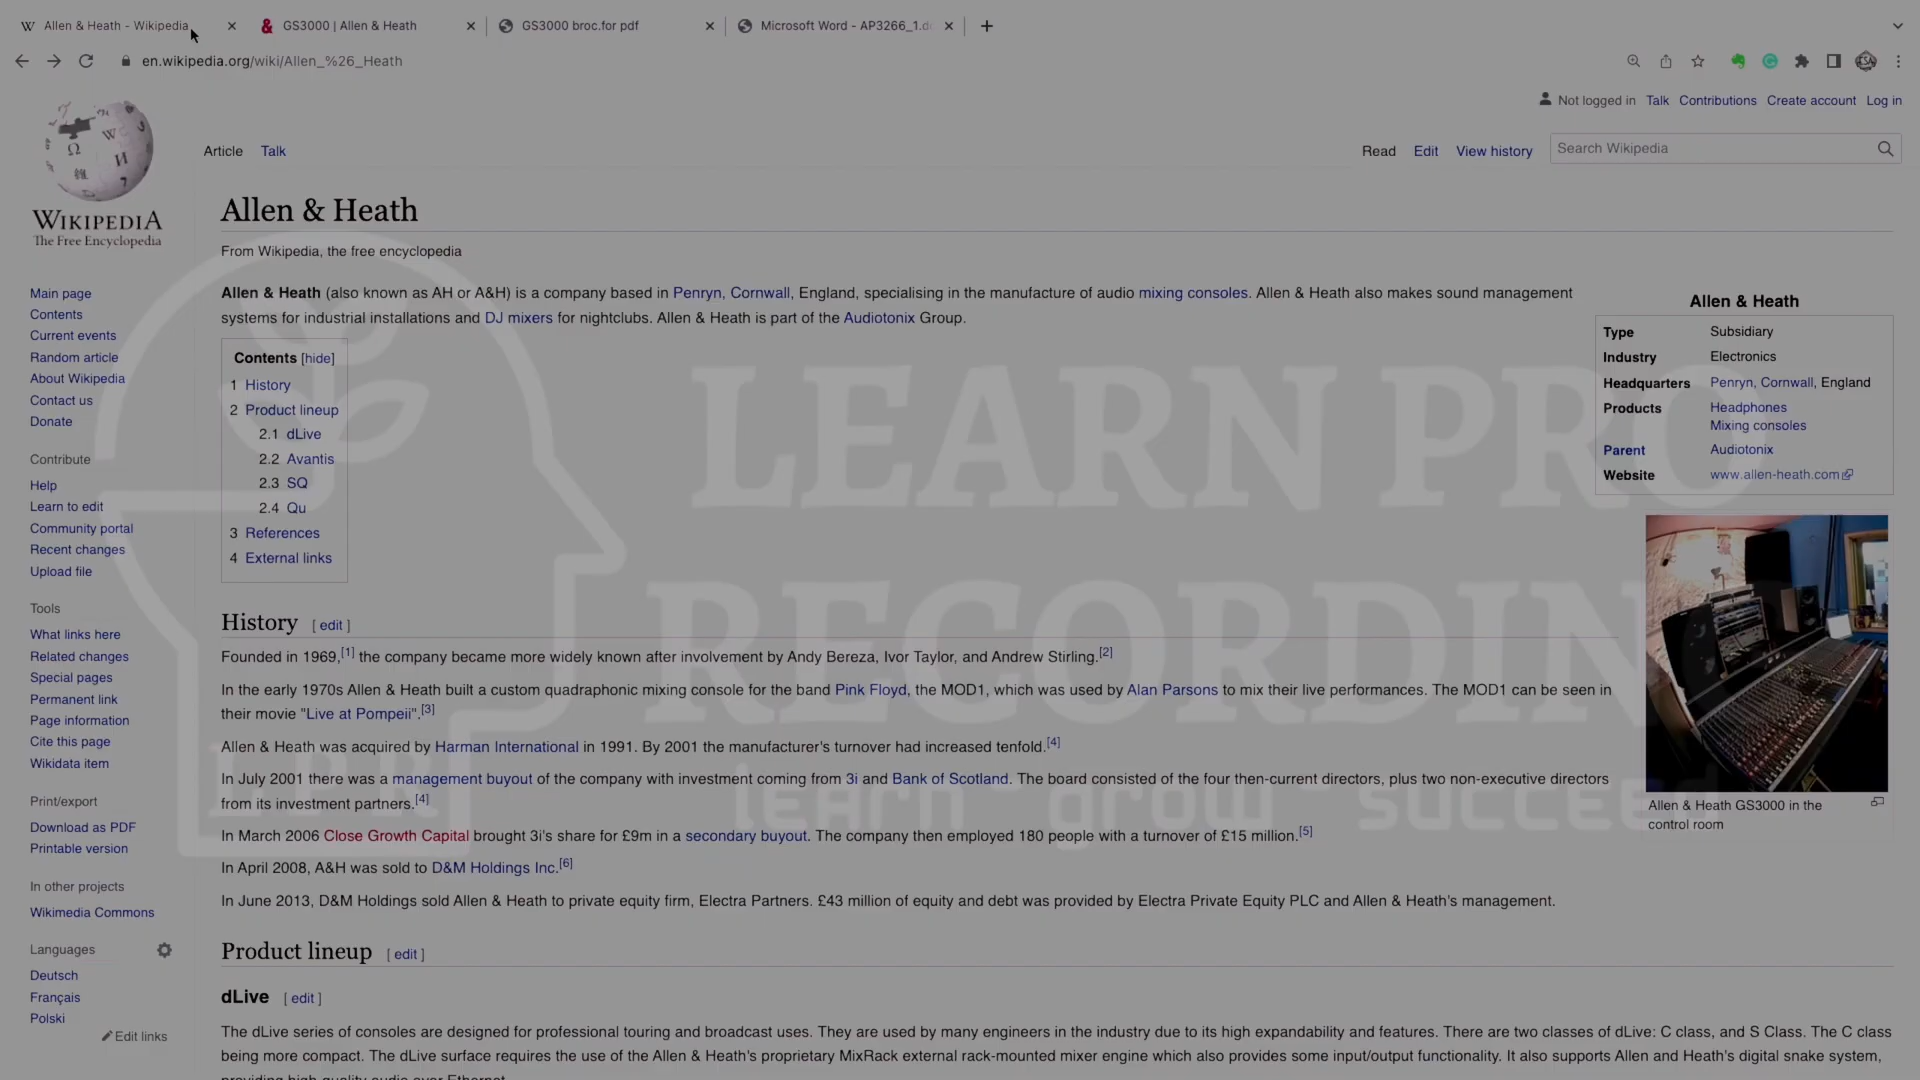 Allen & Heath - Wikipedia
GS3000 | Allen & Heath
GS3000 broc.for pdf
Microsoft Word - AP3266_1.d
en.wikipedia.org/wiki/Allen_%26_Heath
Not logged in Talk Contributions Create account Log in
Article Talk
Read Edit View history
Search Wikipedia
WIKIPEDIA
The Free Encyclopedia
Main page
Contents
Current events
Random article
About Wikipedia
Contact us
Donate
Contribute
Help
Learn to edit
Community portal
Recent changes
Upload file
Tools
What links here
Related changes
Special pages
Permanent link
Page information
Cite this page
Wikidata item
Print/export
Download as PDF
Printable version
In other projects
Wikimedia Commons
Languages
Deutsch
Français
Polski
Edit links
Allen & Heath
From Wikipedia, the free encyclopedia
Allen & Heath (also known as AH or A&H) is a company based in Penryn, Cornwall, England, specialising in the manufacture of audio mixing consoles. Allen & Heath also makes sound management
systems for industrial installations and DJ mixers for nightclubs. Allen & Heath is part of the Audiotonix Group.
Contents [hide]
1 History
2 Product lineup
2.1 dLive
2.2 Avantis
2.3 SQ
2.4 Qu
3 References
4 External links
Allen & Heath
Type Subsidiary
Industry Electronics
Headquarters Penryn, Cornwall, England
Products Headphones
Mixing consoles
Parent Audiotonix
Website www.allen-heath.com
Allen & Heath GS3000 in the
control room
History [ edit ]
Founded in 1969,[1] the company became more widely known after involvement by Andy Bereza, Ivor Taylor, and Andrew Stirling.[2]
In the early 1970s Allen & Heath built a custom quadraphonic mixing console for the band Pink Floyd, the MOD1, which was used by Alan Parsons to mix their live performances. The MOD1 can be seen in
their movie "Live at Pompeii".[3]
Allen & Heath was acquired by Harman International in 1991. By 2001 the manufacturer's turnover had increased tenfold.[4]
In July 2001 there was a management buyout of the company with investment coming from 3i and Bank of Scotland. The board consisted of the four then-current directors, plus two non-executive directors
from its investment partners.[4]
In March 2006 Close Growth Capital brought 3i's share for £9m in a secondary buyout. The company then employed 180 people with a turnover of £15 million.[5]
In April 2008, A&H was sold to D&M Holdings Inc.[6]
In June 2013, D&M Holdings sold Allen & Heath to private equity firm, Electra Partners. £43 million of equity and debt was provided by Electra Private Equity PLC and Allen & Heath's management.
Product lineup [ edit ]
dLive [ edit ]
The dLive series of consoles are designed for professional touring and broadcast uses. They are used by many engineers in the industry due to its high expandability and features. There are two classes of dLive: C class, and S Class. The C class
being more compact. The dLive surface requires the use of the Allen & Heath's proprietary MixRack external rack-mounted mixer engine which also provides some input/output functionality. It also supports Allen and Heath's digital snake system,
providing high quality audio over Ethernet
LEARN PRO
RECORDIN
learn - grow - succeed
LPR